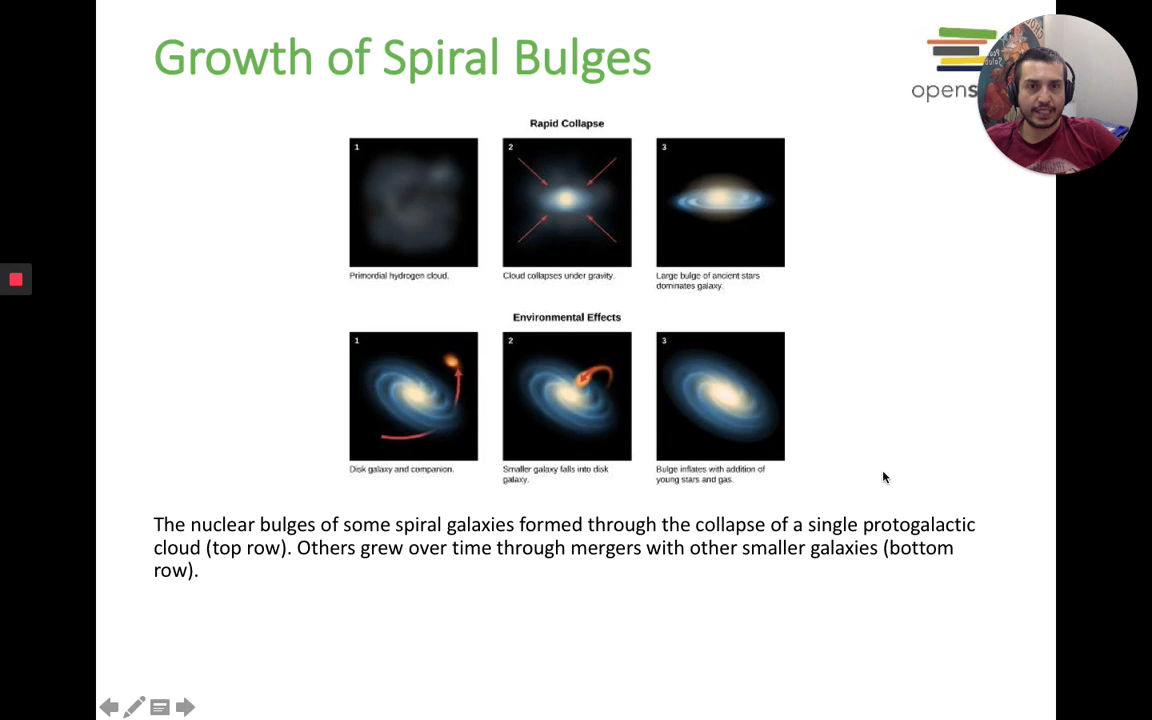 Growth of Spiral Bulges
opens
Rapid Collapse
1
2
3
Primordial hydrogen cloud.
Cloud collapses under gravity.
Large bulge of ancient stars
dominates galaxy.
Environmental Effects
1
2
3
Disk galaxy and companion.
Smaller galaxy falls into disk
galaxy.
Bulge inflates with addition of
young stars and gas.
The nuclear bulges of some spiral galaxies formed through the collapse of a single protogalactic
cloud (top row). Others grew over time through mergers with other smaller galaxies (bottom
row).